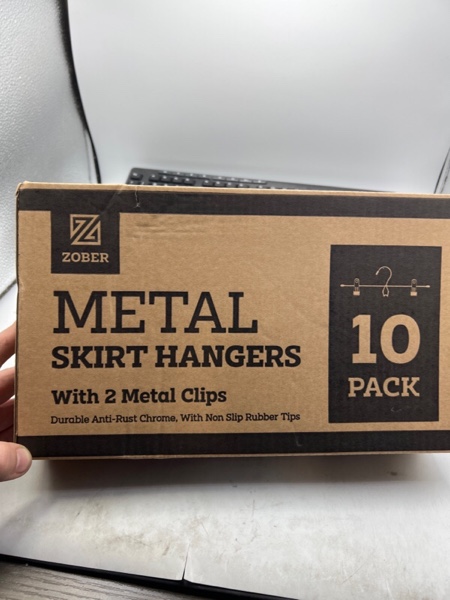 ZOBER
METAL
SKIRT HANGERS
With 2 Metal Clips
Durable Anti-Rust Chrome, With Non Slip Rubber Tips
10
PACK